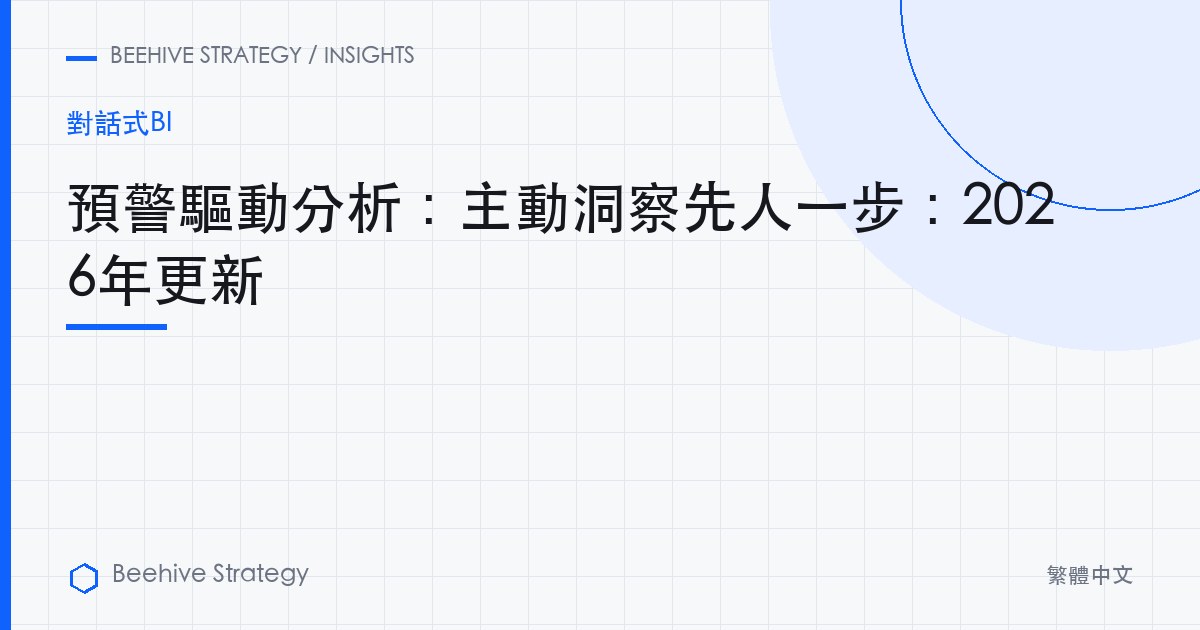 BEEHIVE STRATEGY / INSIGHTS
對話式BI
預警驅動分析：主動洞察先人一步：202
6年更新
Beehive Strategy
繁體中文